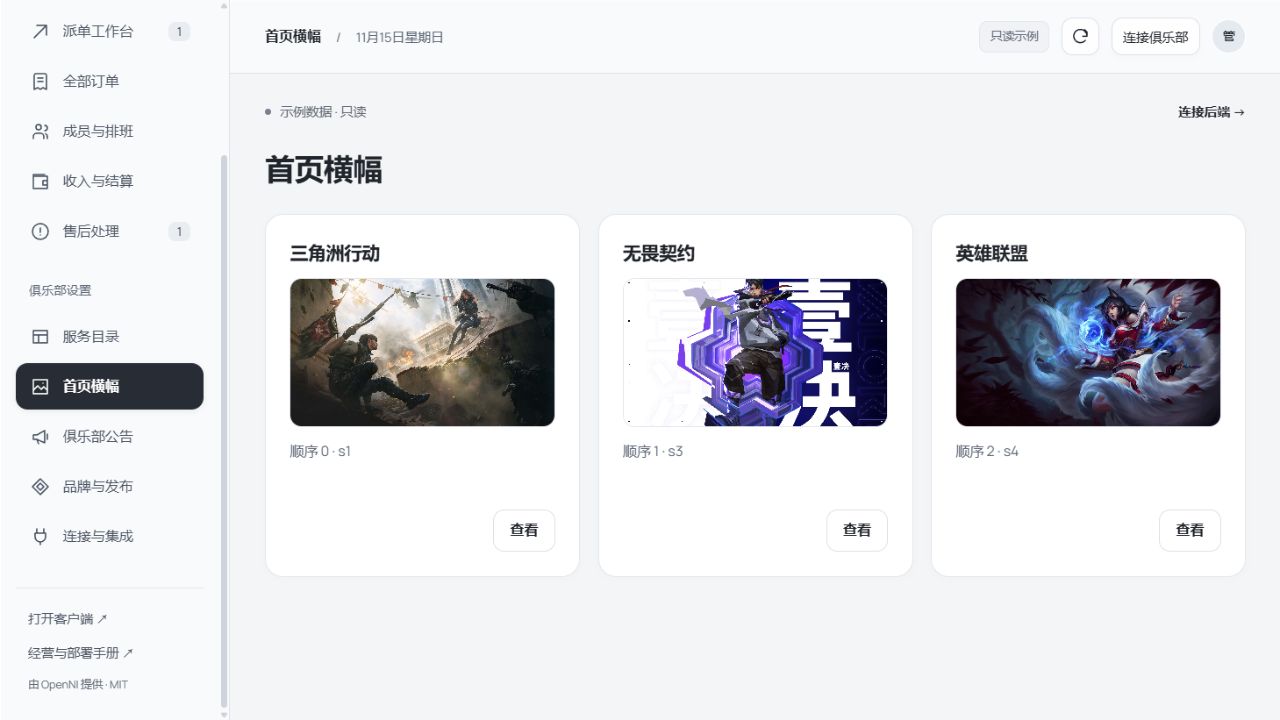 派单工作台 1
全部订单
成员与排班
收入与结算
售后处理 1
俱乐部设置
服务目录
首页横幅
俱乐部公告
品牌与发布
连接与集成
打开客户端 ↗
经营与部署手册 ↗
由 OpenNI 提供 · MIT
首页横幅 / 11月15日星期日
只读示例
连接俱乐部
管
示例数据 · 只读
连接后端 →
首页横幅
三角洲行动
顺序 0 · s1
查看
无畏契约
壹决
壹决
顺序 1 · s3
查看
英雄联盟
顺序 2 · s4
查看